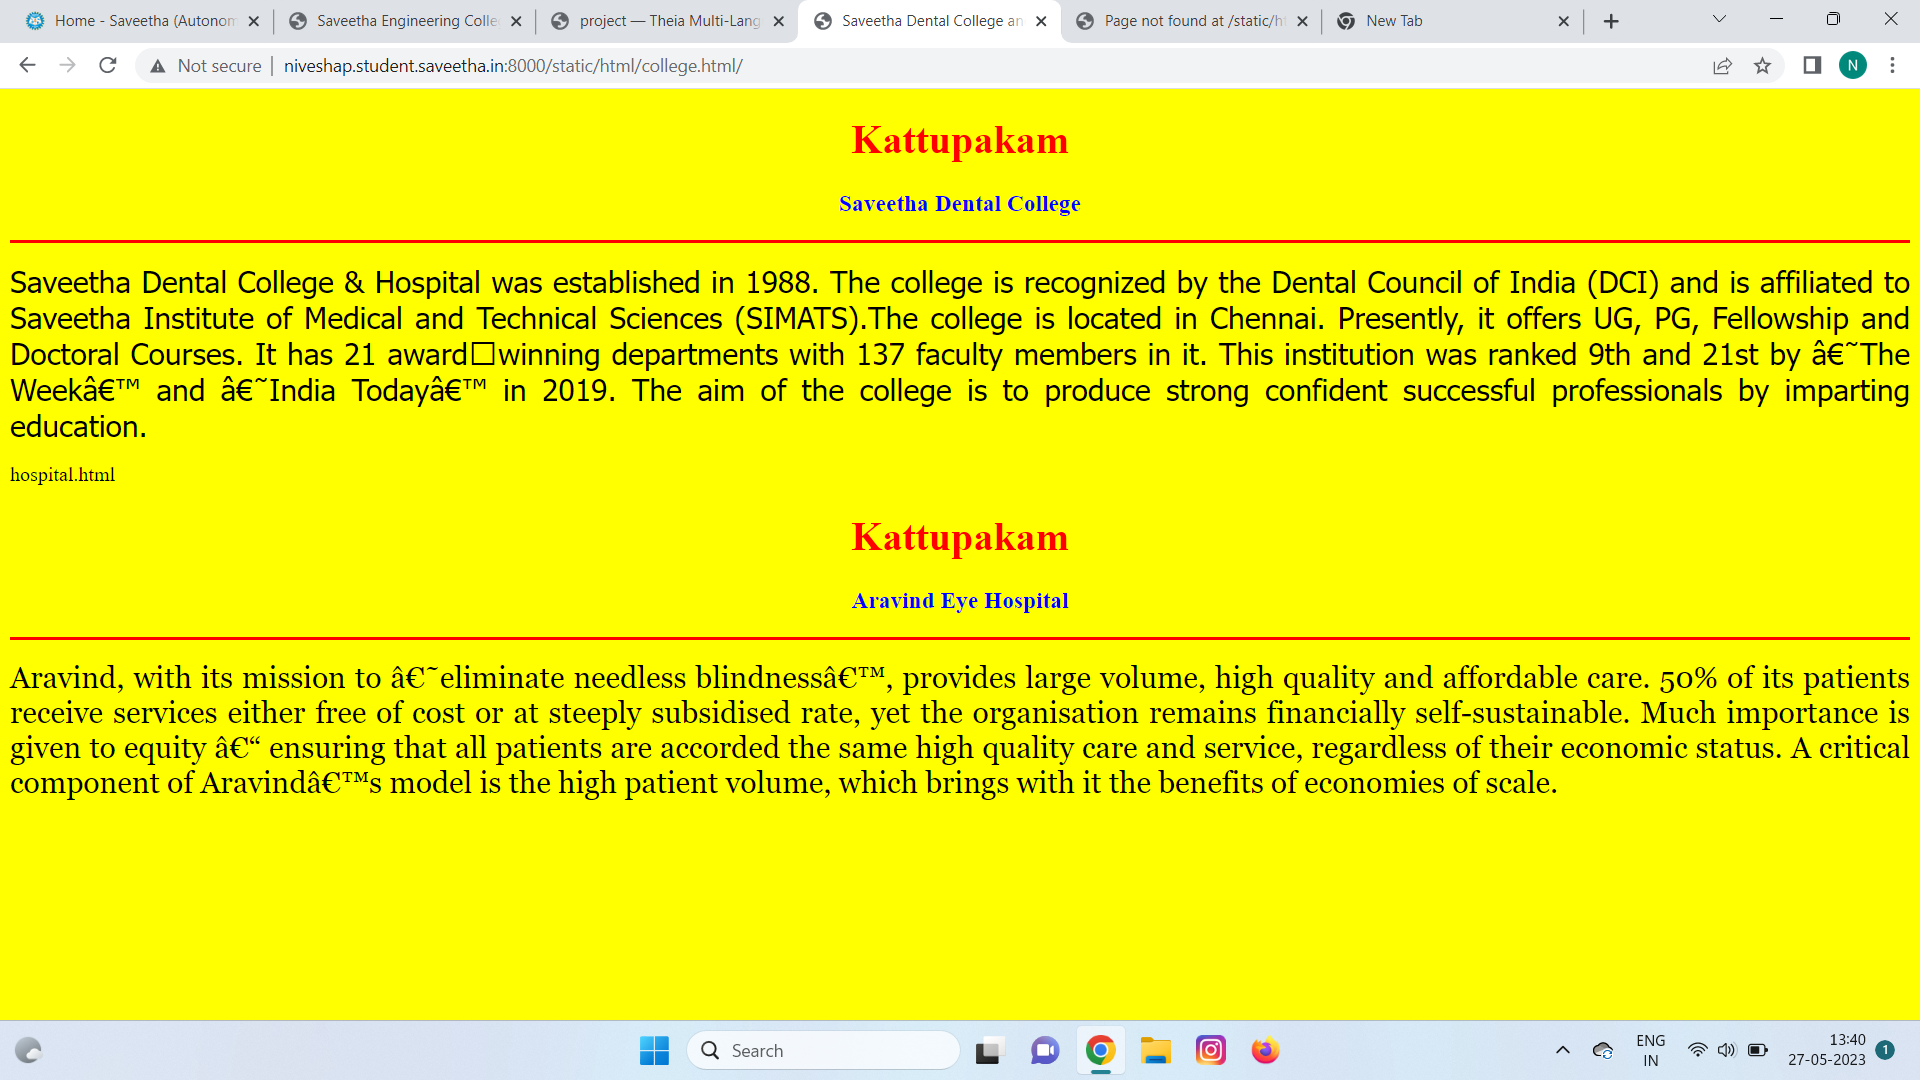 Home - Saveetha (Autonom
Saveetha Engineering Colle
project — Theia Multi-Lang
Saveetha Dental College an
Page not found at /static/h
New Tab
Not secure | niveshap.student.saveetha.in:8000/static/html/college.html/
N
Kattupakam
Saveetha Dental College
Saveetha Dental College & Hospital was established in 1988. The college is recognized by the Dental Council of India (DCI) and is affiliated to
Saveetha Institute of Medical and Technical Sciences (SIMATS).The college is located in Chennai. Presently, it offers UG, PG, Fellowship and
Doctoral Courses. It has 21 award□winning departments with 137 faculty members in it. This institution was ranked 9th and 21st by â€˜The
Weekâ€™ and â€˜India Todayâ€™ in 2019. The aim of the college is to produce strong confident successful professionals by imparting
education.
hospital.html
Kattupakam
Aravind Eye Hospital
Aravind, with its mission to â€˜eliminate needless blindnessâ€™, provides large volume, high quality and affordable care. 50% of its patients
receive services either free of cost or at steeply subsidised rate, yet the organisation remains financially self-sustainable. Much importance is
given to equity â€“ ensuring that all patients are accorded the same high quality care and service, regardless of their economic status. A critical
component of Aravindâ€™s model is the high patient volume, which brings with it the benefits of economies of scale.
Search
ENG
IN
13:40
27-05-2023
1